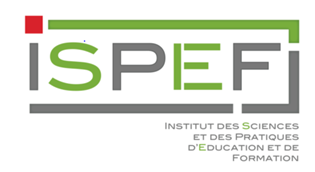 iSPEF
INSTITUT DES SCIENCES
ET DES PRATIQUES
D'EDUCATION ET DE
FORMATION